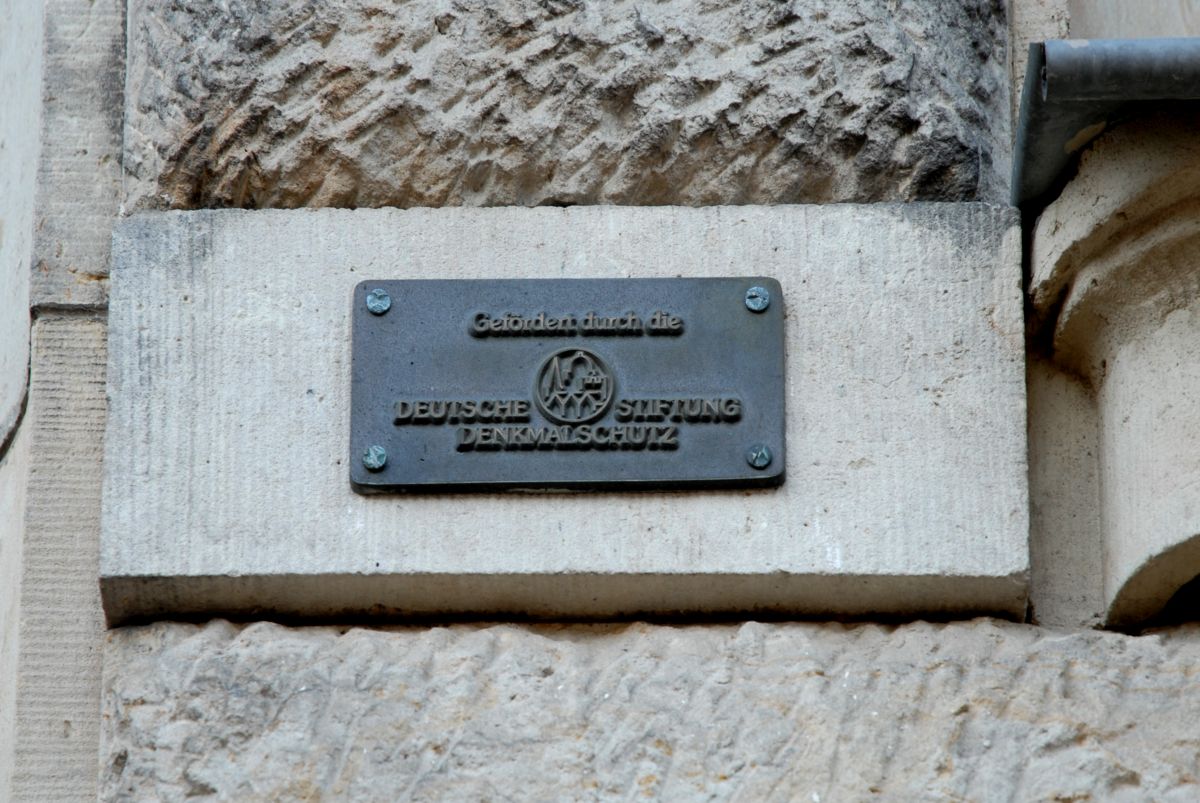 Gefördert durch die
DEUTSCHE STIFTUNG
DENKMALSCHUTZ